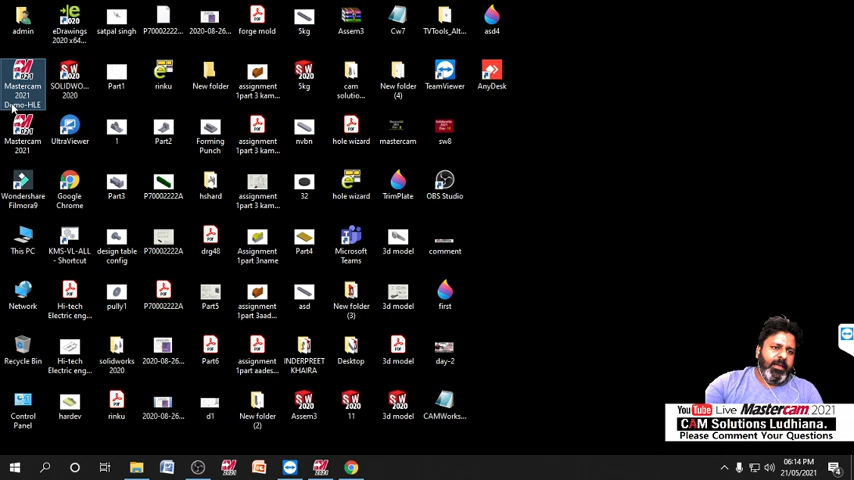 admin
eDrawings
2020 x64...
satpal singh
P70002222...
2020-08-26...
forge mold
5kg
Assem3
Cw7
TVTools_Alt...
asd4
Mastercam
2021
Demo-HLE
SOLIDWO...
2020
Part1
rinku
New folder
assignment
1part 3 kam...
5kg
cam
solutio...
New folder
(4)
TeamViewer
AnyDesk
Mastercam
2021
UltraViewer
1
Part2
Forming
Punch
assignment
1part 3 kam...
nvbn
hole wizard
mastercam
sw8
Wondershare
Filmora9
Google
Chrome
Part3
P70002222A
hshard
assignment
1part 3 kam...
32
hole wizard
TrimPlate
OBS Studio
This PC
KMS-VL-ALL
- Shortcut
design table
config
P70002222A
drg48
Assignment
1part 3name
Part4
Microsoft
Teams
3d model
comment
Network
Hi-tech
Electric eng...
pully1
P70002222A
Part5
assignment
1part 3aad...
asd
New folder
(3)
3d model
first
Recycle Bin
Hi-tech
Electric eng...
solidworks
2020
2020-08-26...
Part6
assignment
1part aades...
INDERPREET
KHAIRA
Desktop
3d model
day-2
Control
Panel
hardev
rinku
2020-08-26...
d1
New folder
(2)
Assem3
11
3d model
CAMWorks...
YouTube Live Mastercam 2021
CAM Solutions Ludhiana.
Please Comment Your Questions
06:14 PM
21/05/2021
4